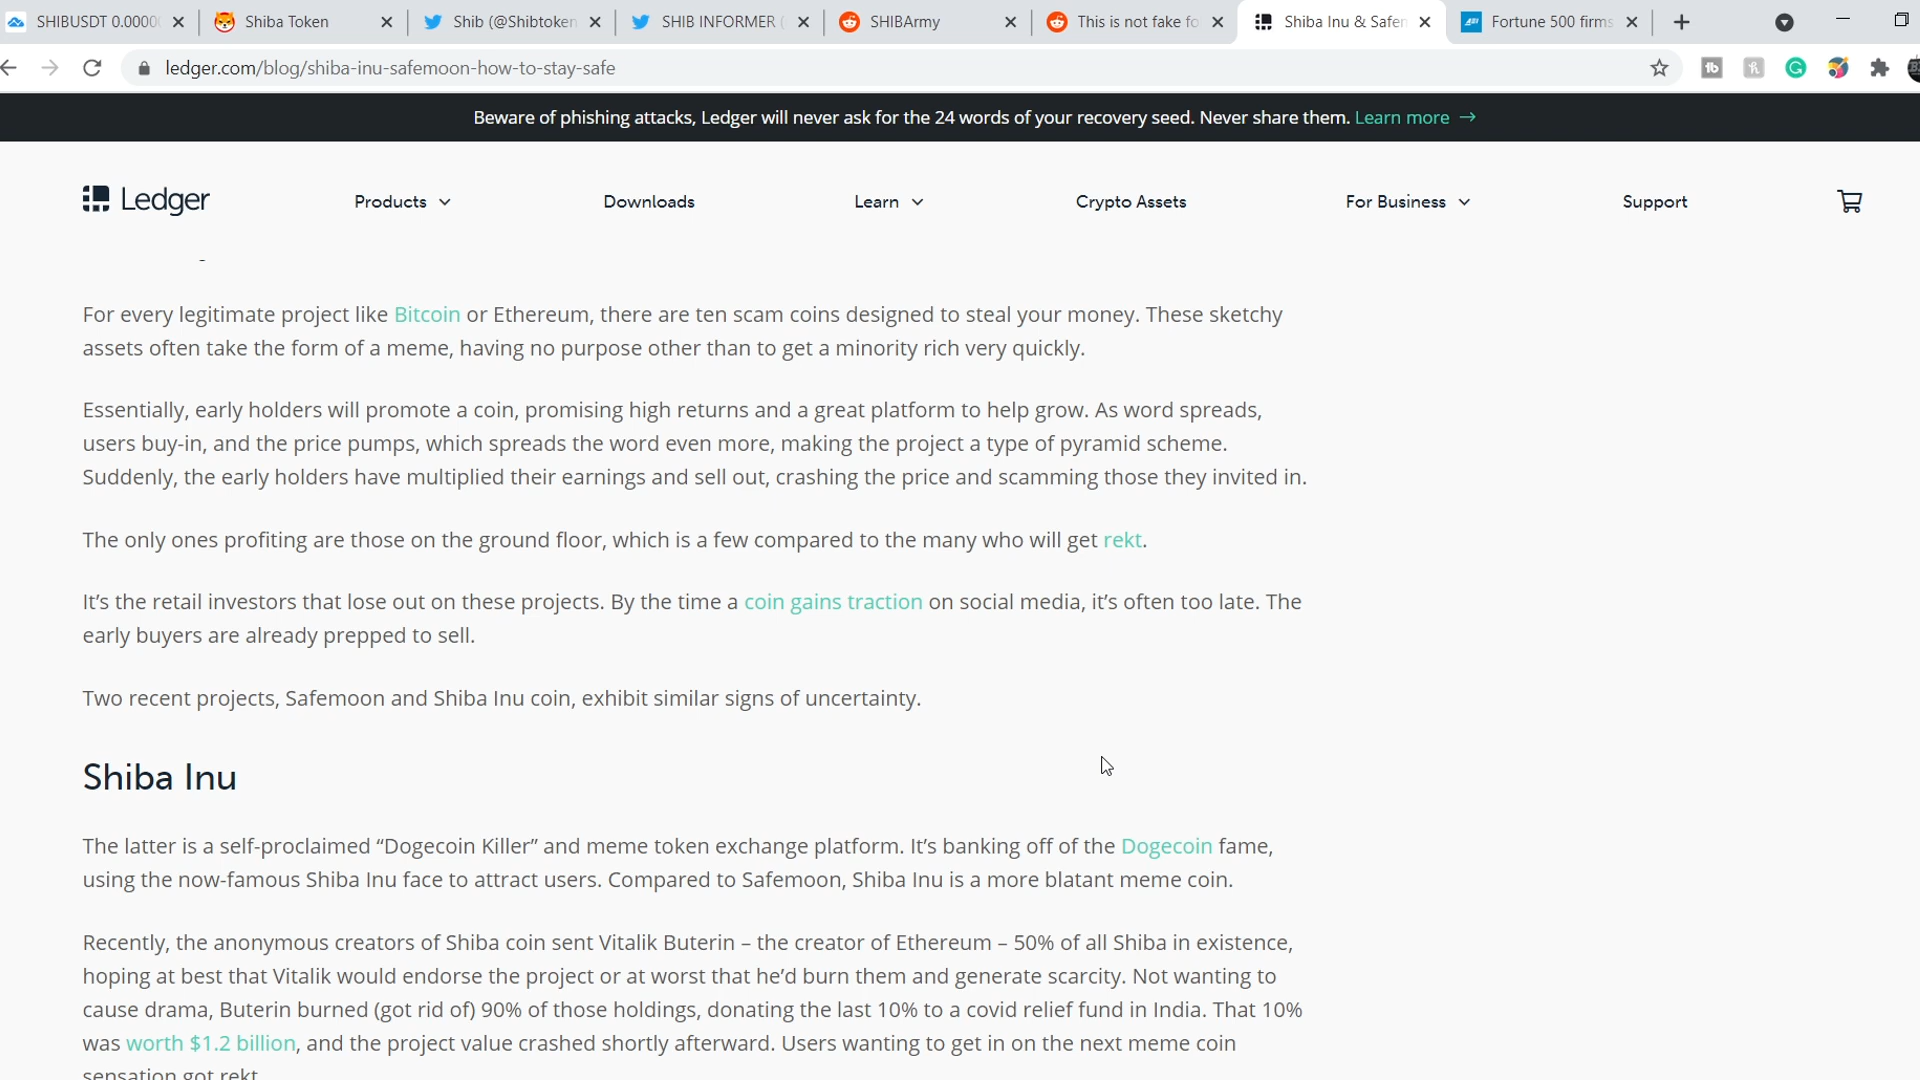 SHIBUSDT 0.0000
Shiba Token
Shib (@Shibtoken
SHIB INFORMER (
SHIBArmy
This is not fake fo
Shiba Inu & Safem
Fortune 500 firms
ledger.com/blog/shiba-inu-safemoon-how-to-stay-safe
Beware of phishing attacks, Ledger will never ask for the 24 words of your recovery seed. Never share them. Learn more →
Ledger
Products
Downloads
Learn
Crypto Assets
For Business
Support
For every legitimate project like Bitcoin or Ethereum, there are ten scam coins designed to steal your money. These sketchy
assets often take the form of a meme, having no purpose other than to get a minority rich very quickly.
Essentially, early holders will promote a coin, promising high returns and a great platform to help grow. As word spreads,
users buy-in, and the price pumps, which spreads the word even more, making the project a type of pyramid scheme.
Suddenly, the early holders have multiplied their earnings and sell out, crashing the price and scamming those they invited in.
The only ones profiting are those on the ground floor, which is a few compared to the many who will get rekt.
It's the retail investors that lose out on these projects. By the time a coin gains traction on social media, it's often too late. The
early buyers are already prepped to sell.
Two recent projects, Safemoon and Shiba Inu coin, exhibit similar signs of uncertainty.
Shiba Inu
The latter is a self-proclaimed “Dogecoin Killer” and meme token exchange platform. It's banking off of the Dogecoin fame,
using the now-famous Shiba Inu face to attract users. Compared to Safemoon, Shiba Inu is a more blatant meme coin.
Recently, the anonymous creators of Shiba coin sent Vitalik Buterin – the creator of Ethereum – 50% of all Shiba in existence,
hoping at best that Vitalik would endorse the project or at worst that he'd burn them and generate scarcity. Not wanting to
cause drama, Buterin burned (got rid of) 90% of those holdings, donating the last 10% to a covid relief fund in India. That 10%
was worth $1.2 billion, and the project value crashed shortly afterward. Users wanting to get in on the next meme coin
sensation got rekt